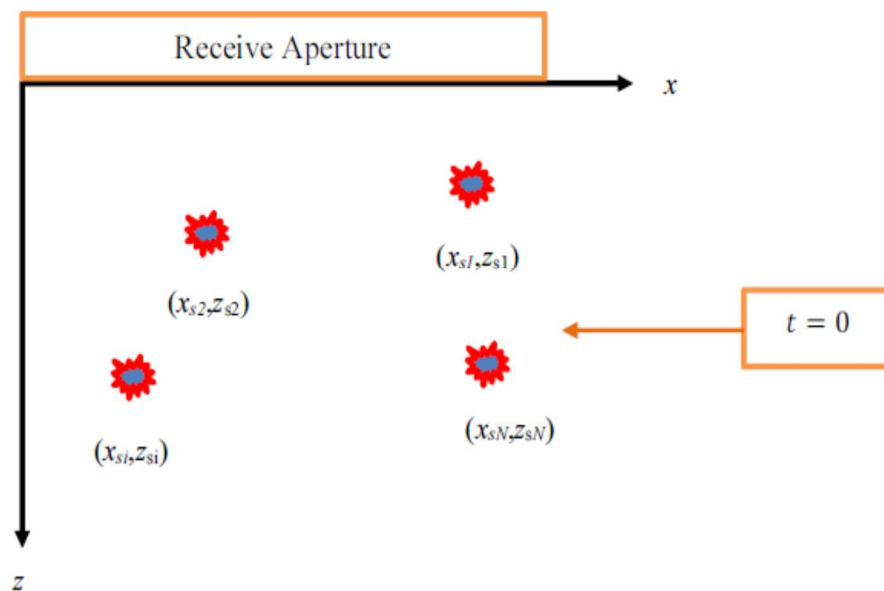 Receive Aperture
x
(xs1,zs1)
(xs2,zs2)
t = 0
(xsi,zsi)
(xsN,zsN)
z